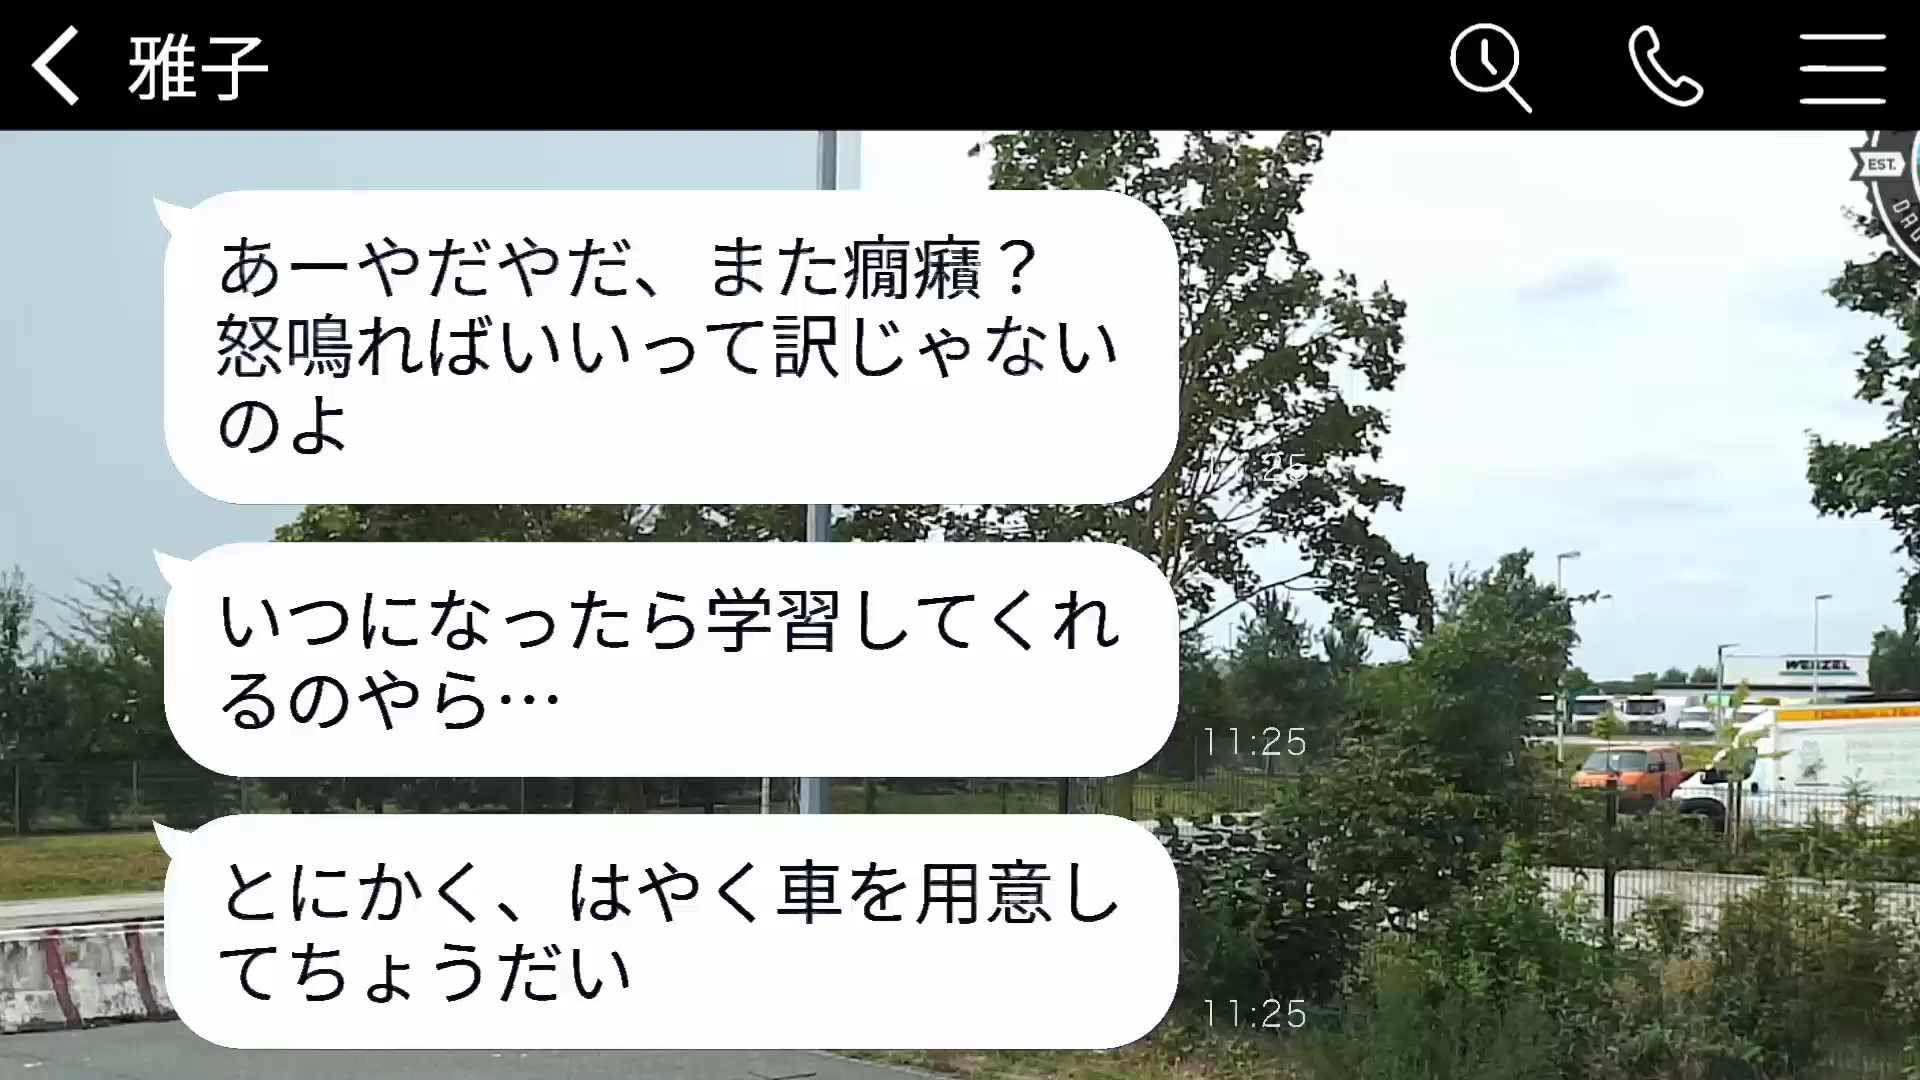 雅子
EST.
あーやだやだ、また癇癪？
怒鳴ればいいって訳じゃない
のよ
11:25
いつになったら学習してくれ
るのやら…
11:25
WENZEL
とにかく、はやく車を用意し
てちょうだい
11:25